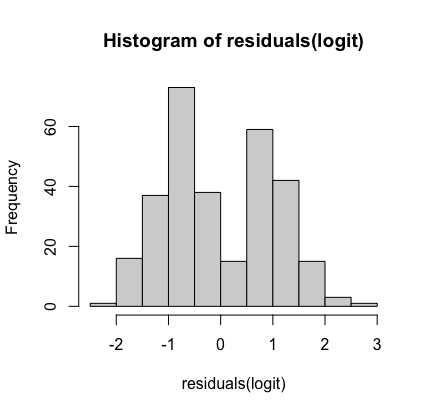 Histogram of residuals(logit)
Frequency
60
40
20
0
-2 -1 0 1 2 3
residuals(logit)